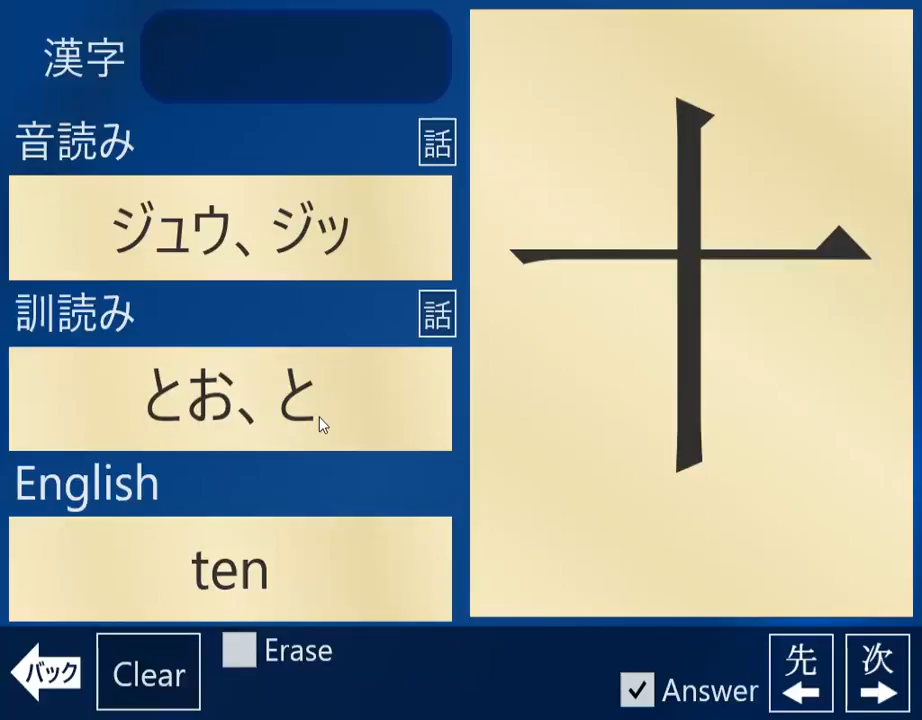 漢字
音読み 話
ジュウ、ジッ
訓読み 話
とお、と
English
ten
十
バック Clear Erase Answer 先 次